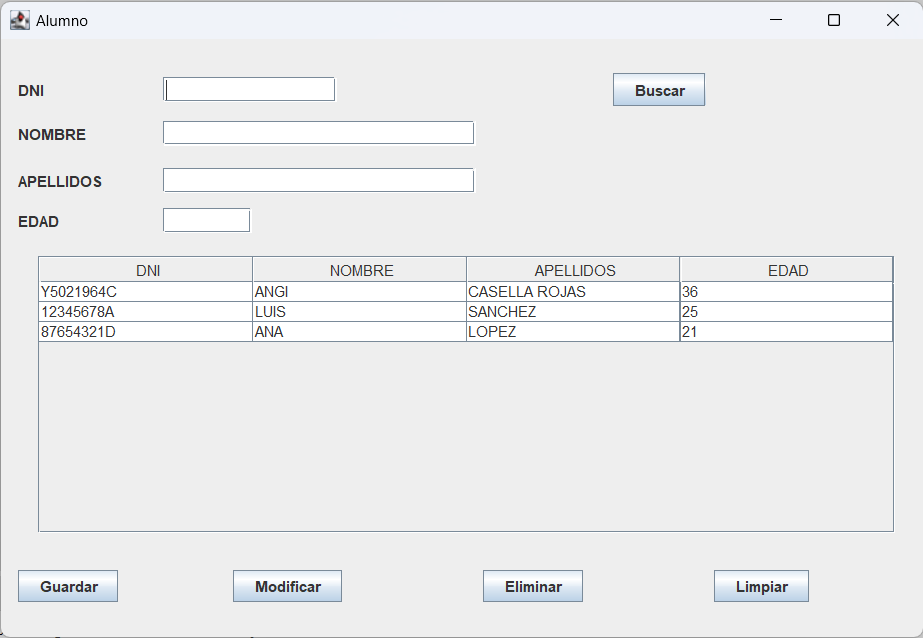 Alumno
DNI
Buscar
NOMBRE
APELLIDOS
EDAD
DNI NOMBRE APELLIDOS EDAD
Y5021964C ANGI CASELLA ROJAS 36
12345678A LUIS SANCHEZ 25
87654321D ANA LOPEZ 21
Guardar Modificar Eliminar Limpiar